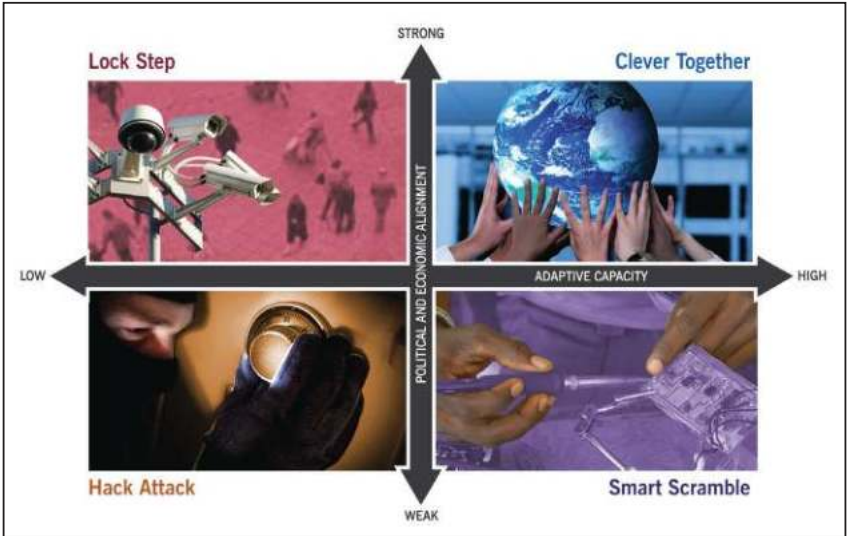 STRONG
Lock Step
Clever Together
POLITICAL AND ECONOMIC ALIGNMENT
LOW
ADAPTIVE CAPACITY
HIGH
Hack Attack
Smart Scramble
WEAK